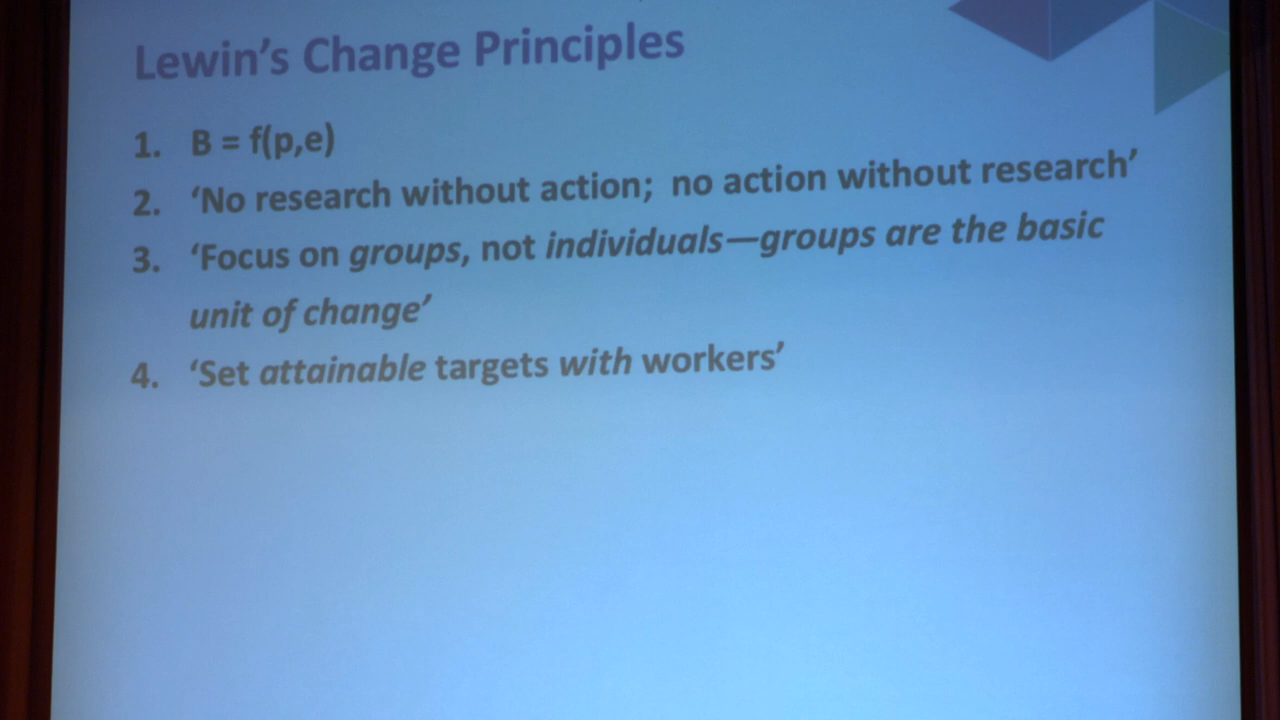 Lewin’s Change Principles
1. B = f(p,e)
2. ‘No research without action; no action without research’
3. ‘Focus on groups, not individuals—groups are the basic
unit of change’
4. ‘Set attainable targets with workers’